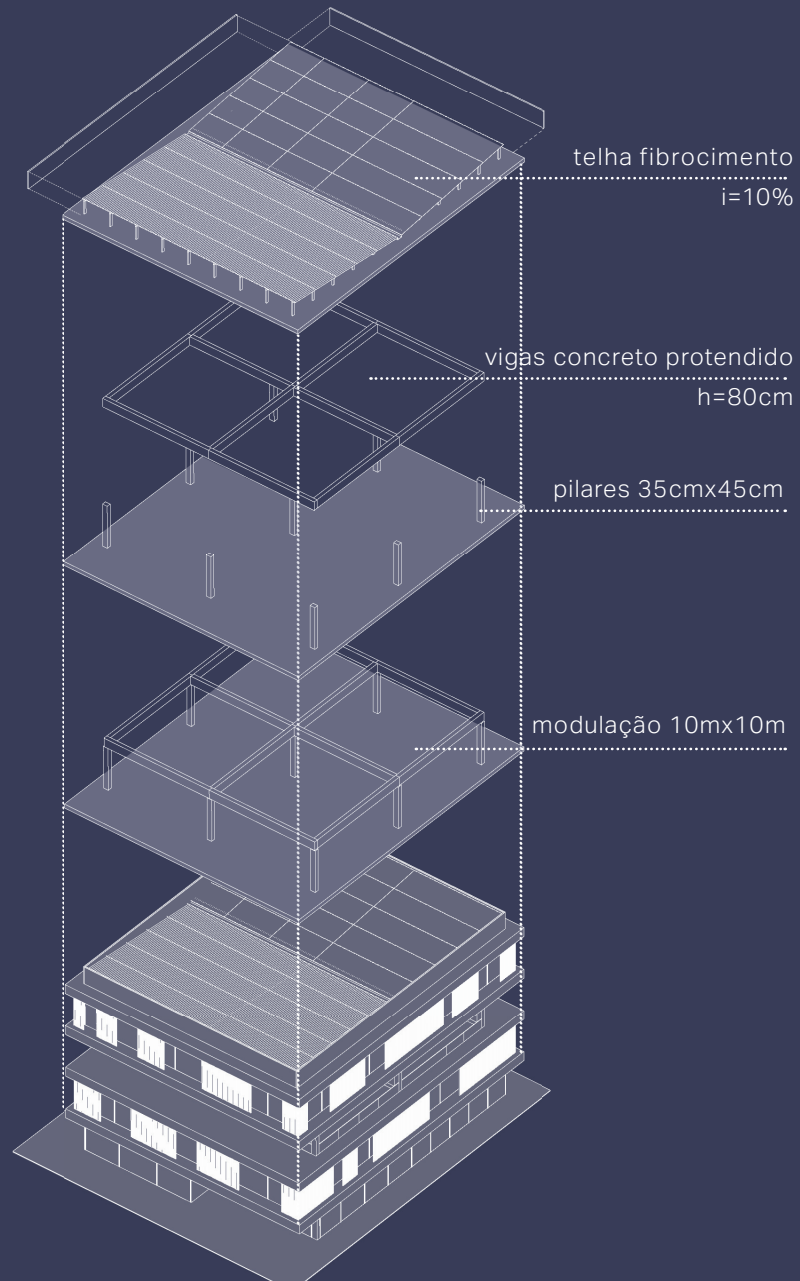 telha fibrocimento
i=10%
vigas concreto protendido
h=80cm
pilares 35cmx45cm
modulação 10mx10m